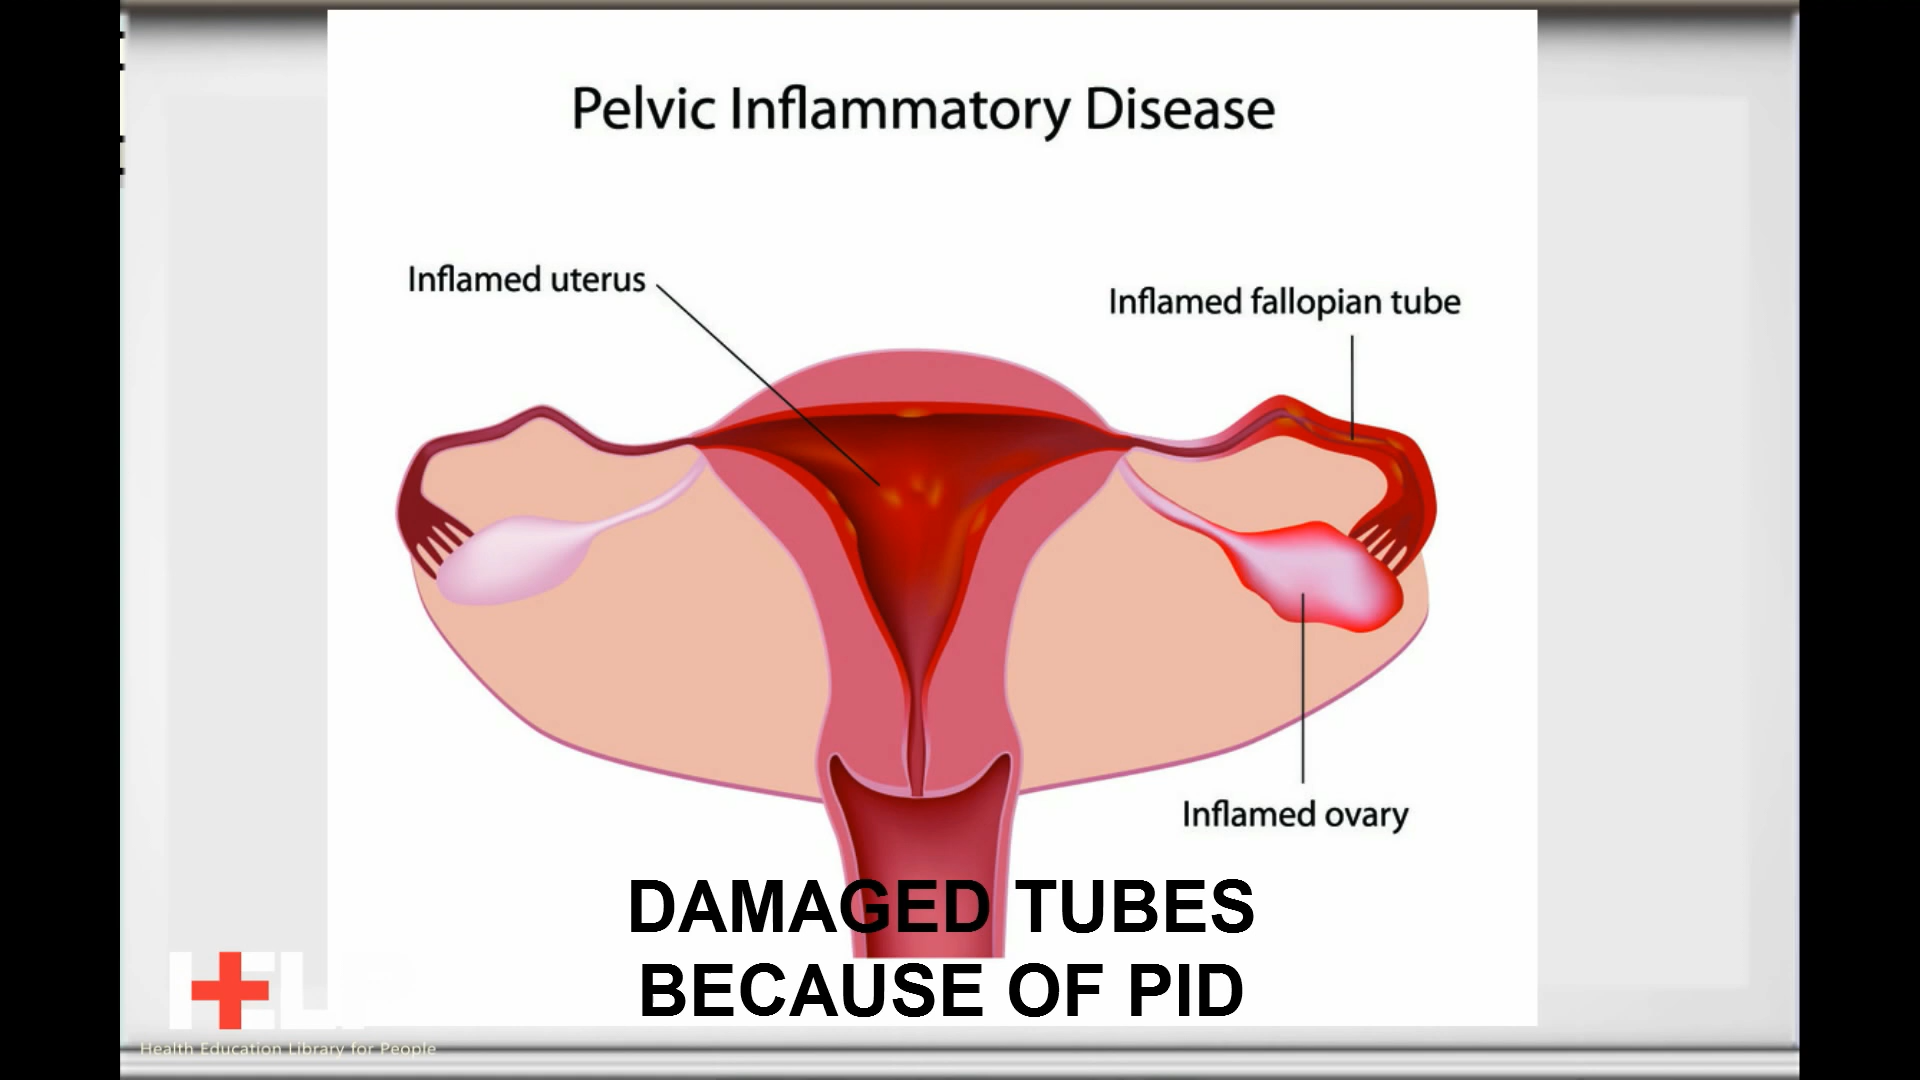 Pelvic Inflammatory Disease
Inflamed uterus
Inflamed fallopian tube
Inflamed ovary
DAMAGED TUBES
BECAUSE OF PID
HELP
Health Education Library for People